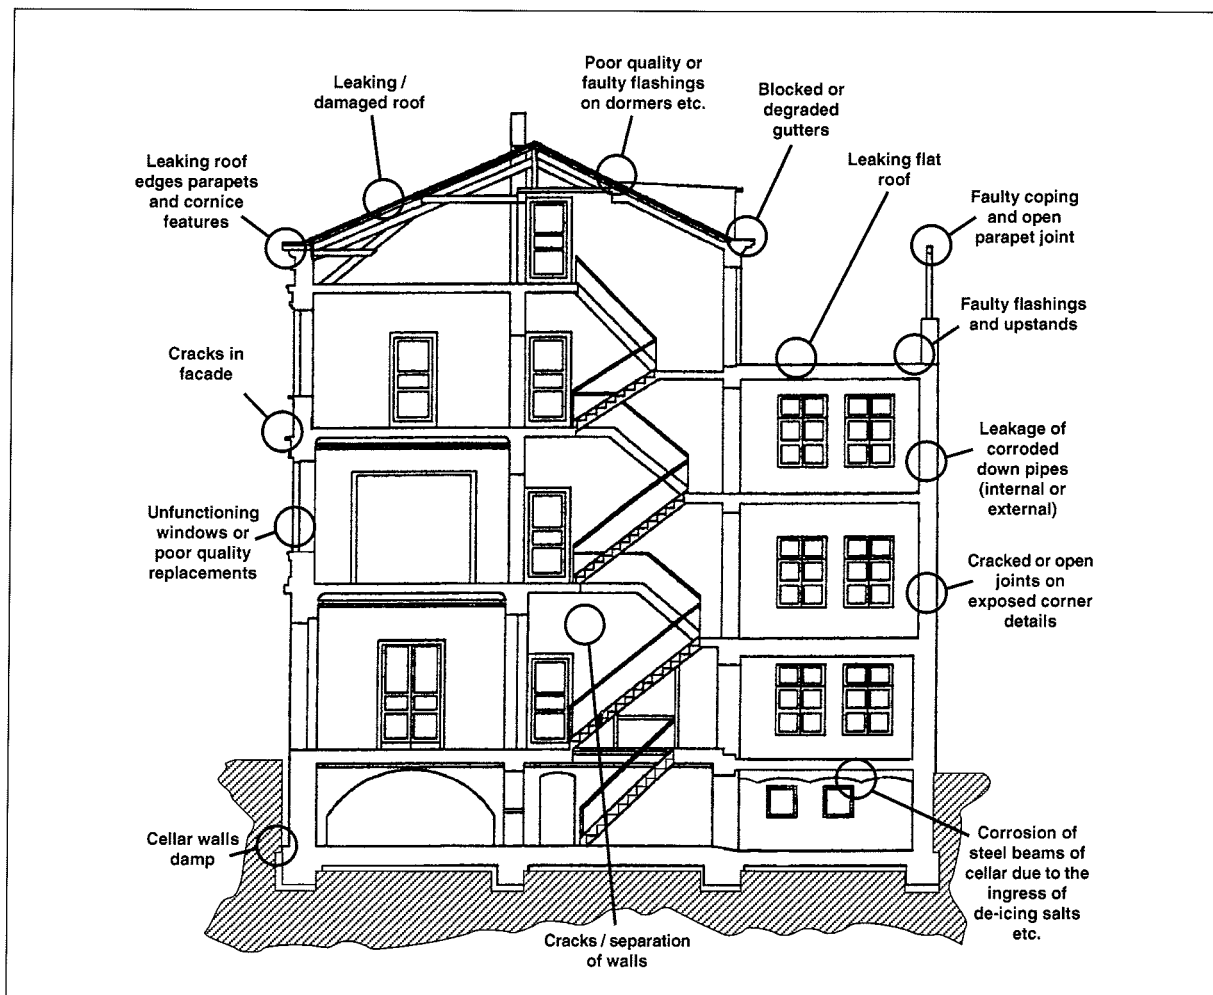 Leaking /
damaged roof
Poor quality or
faulty flashings
on dormers etc.
Blocked or
degraded
gutters
Leaking flat
roof
Leaking roof
edges parapets
and cornice
features
Faulty coping
and open
parapet joint
Faulty flashings
and upstands
Cracks in
facade
Leakage of
corroded
down pipes
(internal or
external)
Unfunctioning
windows or
poor quality
replacements
Cracked or open
joints on
exposed corner
details
Cellar walls
damp
Corrosion of
steel beams of
cellar due to the
ingress of
de-icing salts
etc.
Cracks / separation
of walls